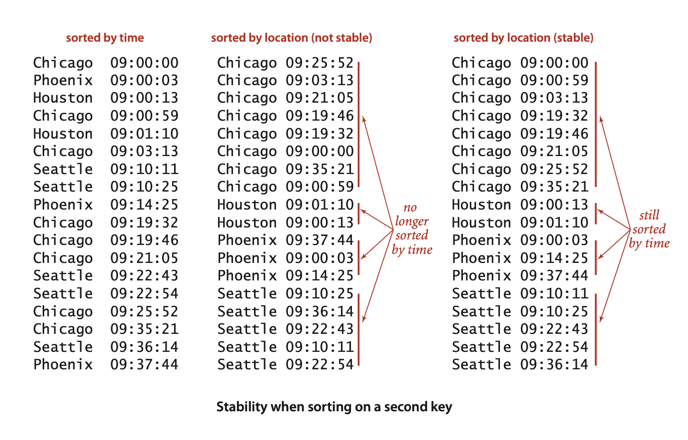 sorted by time
Chicago 09:00:00
Phoenix 09:00:03
Houston 09:00:13
Chicago 09:00:59
Houston 09:01:10
Chicago 09:03:13
Seattle 09:10:11
Seattle 09:10:25
Phoenix 09:14:25
Chicago 09:19:32
Chicago 09:19:46
Chicago 09:21:05
Seattle 09:22:43
Seattle 09:22:54
Chicago 09:25:52
Chicago 09:35:21
Seattle 09:36:14
Phoenix 09:37:44
sorted by location (not stable)
Chicago 09:25:52
Chicago 09:03:13
Chicago 09:21:05
Chicago 09:19:46
Chicago 09:19:32
Chicago 09:00:00
Chicago 09:35:21
Chicago 09:00:59
Houston 09:01:10
Houston 09:00:13
Phoenix 09:37:44
Phoenix 09:00:03
Phoenix 09:14:25
Seattle 09:10:25
Seattle 09:36:14
Seattle 09:22:43
Seattle 09:10:11
Seattle 09:22:54
no
longer
sorted
by time
sorted by location (stable)
Chicago 09:00:00
Chicago 09:00:59
Chicago 09:03:13
Chicago 09:19:32
Chicago 09:19:46
Chicago 09:21:05
Chicago 09:25:52
Chicago 09:35:21
Houston 09:00:13
Houston 09:01:10
Phoenix 09:00:03
Phoenix 09:14:25
Phoenix 09:37:44
Seattle 09:10:11
Seattle 09:10:25
Seattle 09:22:43
Seattle 09:22:54
Seattle 09:36:14
still
sorted
by time
Stability when sorting on a second key